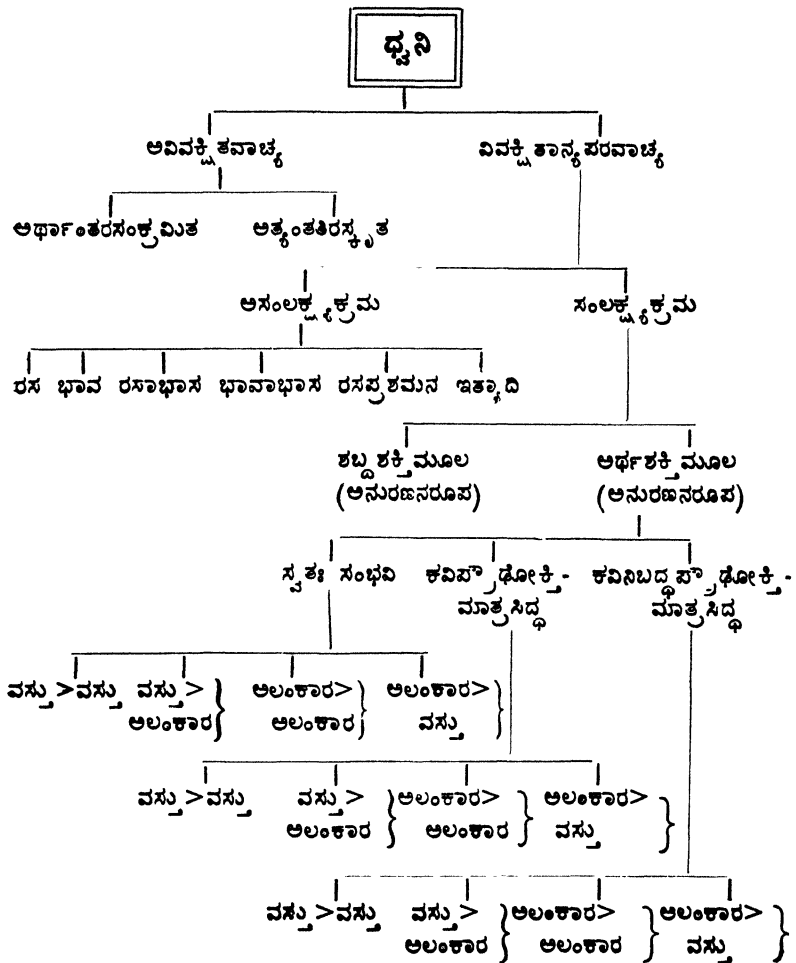 ಧ್ವನಿ
ಅವಿವಕ್ಷಿತವಾಚ್ಯ ವಿವಕ್ಷಿತಾನ್ಯಪರವಾಚ್ಯ
ಅರ್ಥಾಂತರಸಂಕ್ರಮಿತ ಅತ್ಯಂತತಿರಸ್ಕೃತ
ಅಸಂಲಕ್ಷ್ಯಕ್ರಮ ಸಂಲಕ್ಷ್ಯಕ್ರಮ
ರಸ ಭಾವ ರಸಾಭಾಸ ಭಾವಾಭಾಸ ರಸಪ್ರಶಮನ ಇತ್ಯಾದಿ
ಶಬ್ದಶಕ್ತಿಮೂಲ ಅರ್ಥಶಕ್ತಿಮೂಲ
(ಅನುರಣನರೂಪ) (ಅನುರಣನರೂಪ)
ಸ್ವತಃ ಸಂಭವಿ ಕವಿಪ್ರೌಢೋಕ್ತಿ- ಕವಿನಿಬದ್ಧಪ್ರೌಢೋಕ್ತಿ-
ಮಾತ್ರಸಿದ್ಧ ಮಾತ್ರಸಿದ್ಧ
ವಸ್ತು>ವಸ್ತು ವಸ್ತು> } ಅಲಂಕಾರ> } ಅಲಂಕಾರ> }
ಅಲಂಕಾರ ಅಲಂಕಾರ ವಸ್ತು
ವಸ್ತು>ವಸ್ತು ವಸ್ತು> } ಅಲಂಕಾರ> } ಅಲಂಕಾರ> }
ಅಲಂಕಾರ ಅಲಂಕಾರ ವಸ್ತು
ವಸ್ತು>ವಸ್ತು ವಸ್ತು> } ಅಲಂಕಾರ> } ಅಲಂಕಾರ> }
ಅಲಂಕಾರ ಅಲಂಕಾರ ವಸ್ತು